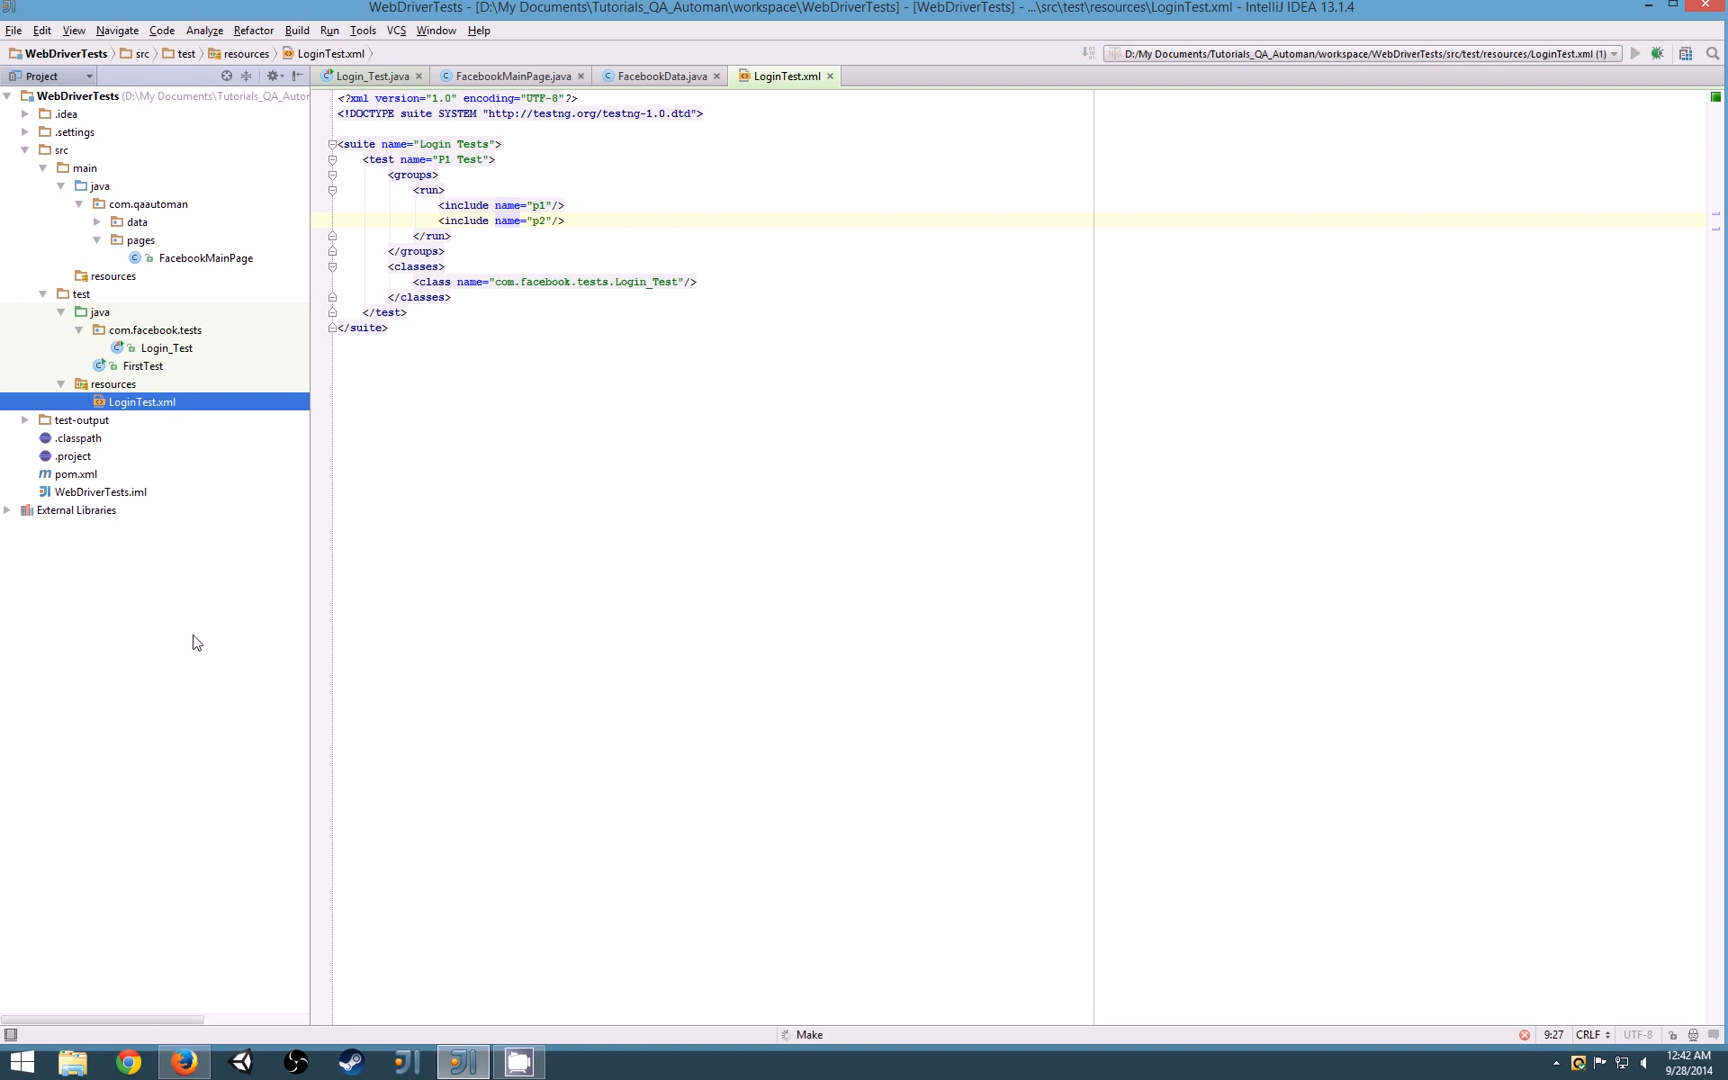 WebDriverTests - [D:\My Documents\Tutorials_QA_Automan\workspace\WebDriverTests] - [WebDriverTests] - ...\src\test\resources\LoginTest.xml - IntelliJ IDEA 13.1.4
File Edit View Navigate Code Analyze Refactor Build Run Tools VCS Window Help
WebDriverTests src test resources LoginTest.xml D:/My Documents/Tutorials_QA_Automan/workspace/WebDriverTests/src/test/resources/LoginTest.xml (1)
Project
Login_Test.java FacebookMainPage.java FacebookData.java LoginTest.xml
WebDriverTests (D:\My Documents\Tutorials_QA_Autor
.idea
.settings
src
main
java
com.qaautoman
data
pages
FacebookMainPage
resources
test
java
com.facebook.tests
Login_Test
FirstTest
resources
LoginTest.xml
test-output
.classpath
.project
pom.xml
WebDriverTests.iml
External Libraries
<?xml version="1.0" encoding="UTF-8"?>
<!DOCTYPE suite SYSTEM "http://testng.org/testng-1.0.dtd">
<suite name="Login Tests">
<test name="P1 Test">
<groups>
<run>
<include name="p1"/>
<include name="p2"/>
</run>
</groups>
<classes>
<class name="com.facebook.tests.Login_Test"/>
</classes>
</test>
</suite>
Make 9:27 CRLF UTF-8
12:42 AM
9/28/2014